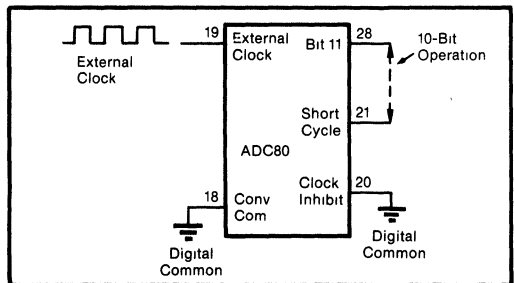 19
External
Clock
Bit 11
28
10-Bit
Operation
External
Clock
Short
Cycle
21
ADC80
18
Conv
Com
Clock
Inhibit
20
Digital
Common
Digital
Common